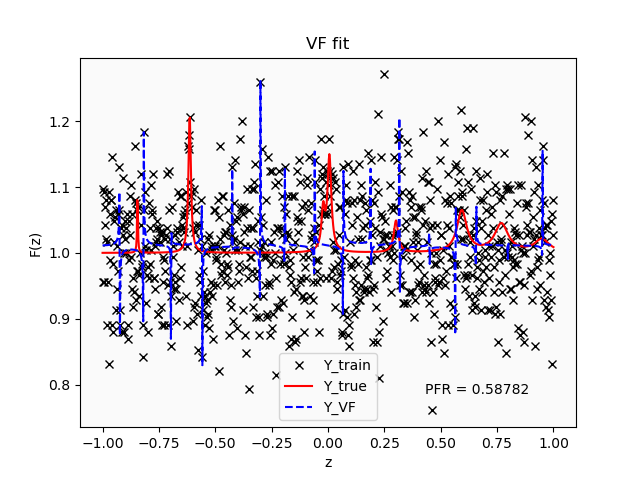 VF fit
F(z)
1.2
1.1
1.0
0.9
0.8
Y_train
Y_true
Y_VF
PFR = 0.58782
−1.00 −0.75 −0.50 −0.25 0.00 0.25 0.50 0.75 1.00
z